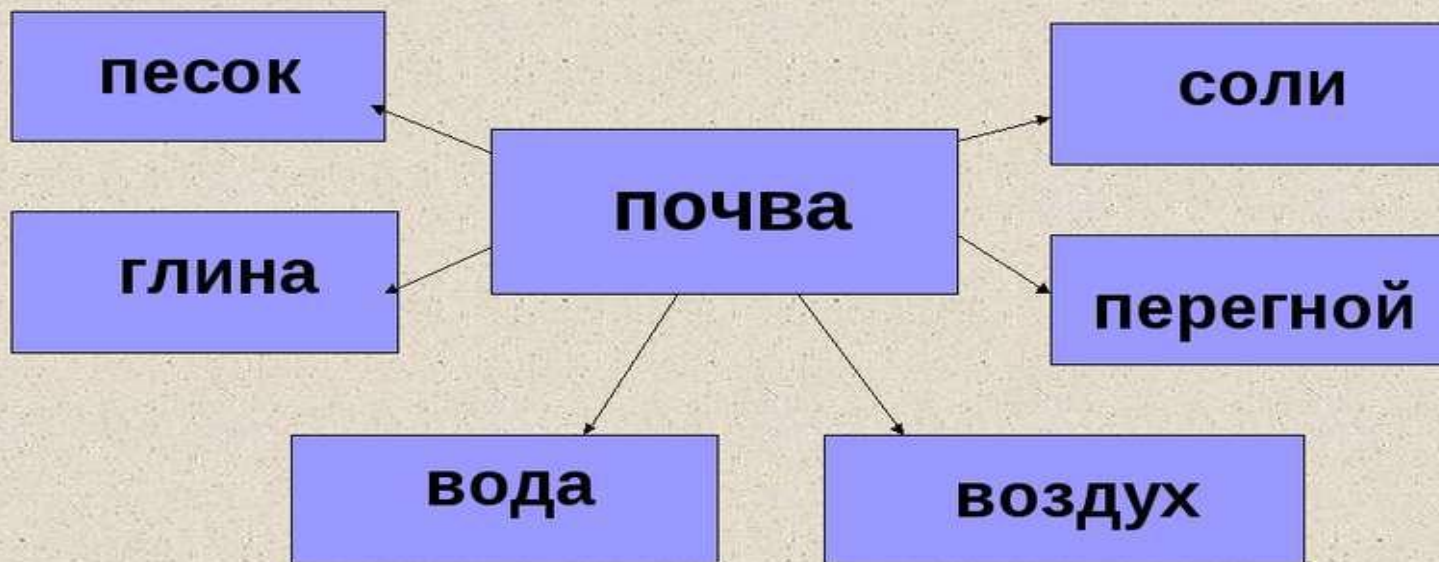 песок
соли
почва
глина
перегной
вода
воздух